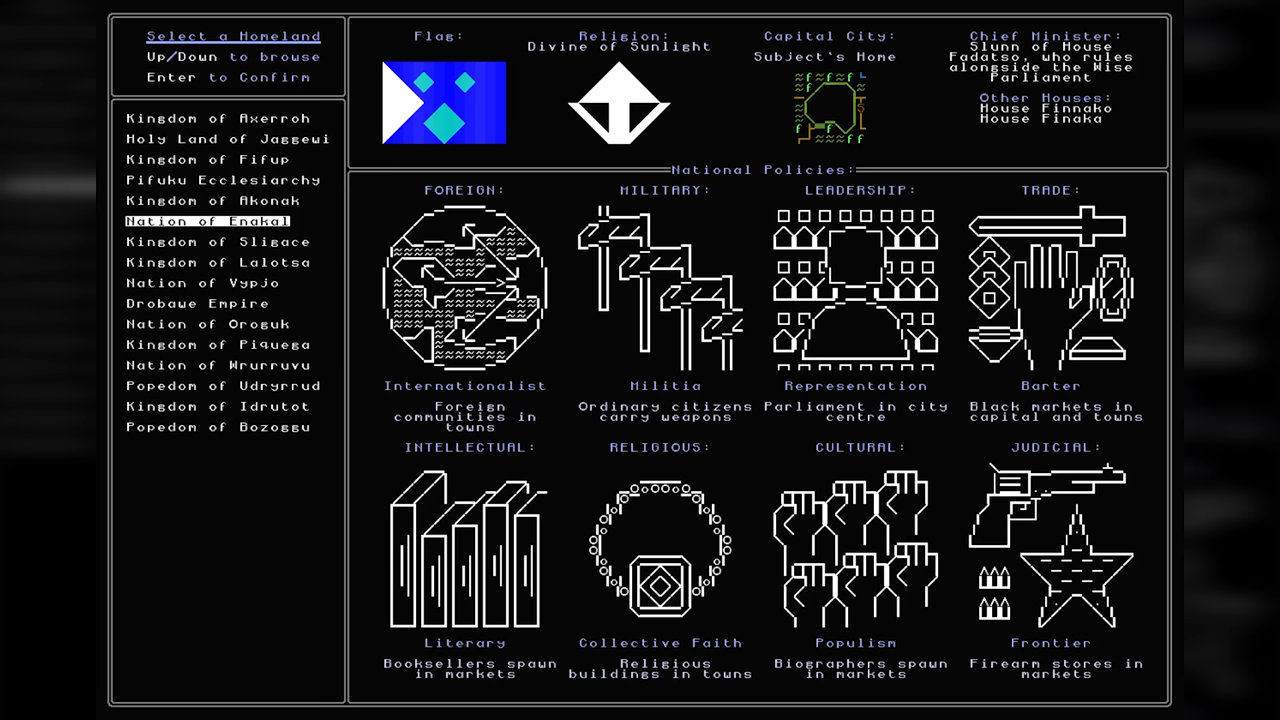 Select a Homeland
Up/Down to browse
Enter to Confirm
Kingdom of Axerroh
Holy Land of Jaggewi
Kingdom of Fifup
Pifuku Ecclesiarchy
Kingdom of Akonak
Nation of Enakal
Kingdom of Sligace
Kingdom of Lalotsa
Nation of Vypjo
Drobawe Empire
Nation of Oroguk
Kingdom of Piquega
Nation of Wrurruvu
Popedom of Udryrrud
Kingdom of Idrutot
Popedom of Bozoggu
Flag:
Religion:
Divine of Sunlight
Capital City:
Subject's Home
Chief Minister:
Slunn of House
Fadatso, who rules
alongside the Wise
Parliament
Other Houses:
House Finnako
House Finaka
National Policies:
FOREIGN:
MILITARY:
LEADERSHIP:
TRADE:
Internationalist
Militia
Representation
Barter
Foreign
communities in
towns
Ordinary citizens
carry weapons
Parliament in city
centre
Black markets in
capital and towns
INTELLECTUAL:
RELIGIOUS:
CULTURAL:
JUDICIAL:
Literary
Collective Faith
Populism
Frontier
Booksellers spawn
in markets
Religious
buildings in towns
Biographers spawn
in markets
Firearm stores in
markets